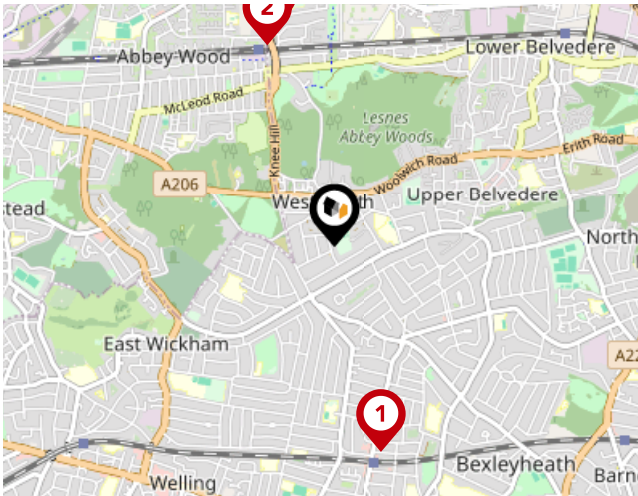 2
Abbey Wood
Lower Belvedere
McLeod Road
Lesnes
Abbey Woods
Erith Road
Knee Hill
Woolwich Road
A206
Upper Belvedere
stead
North
East Wickham
A22
1
Bexleyheath
Welling
Barn